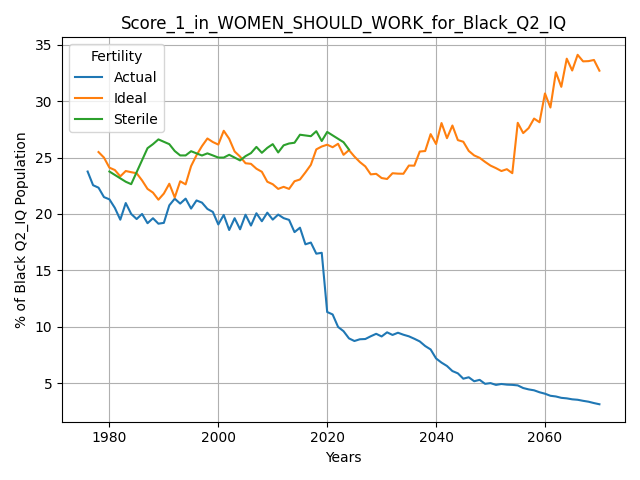 Score_1_in_WOMEN_SHOULD_WORK_for_Black_Q2_IQ
Fertility
Actual
Ideal
Sterile
% of Black Q2_IQ Population
35
30
25
20
15
10
5
1980
2000
2020
2040
2060
Years